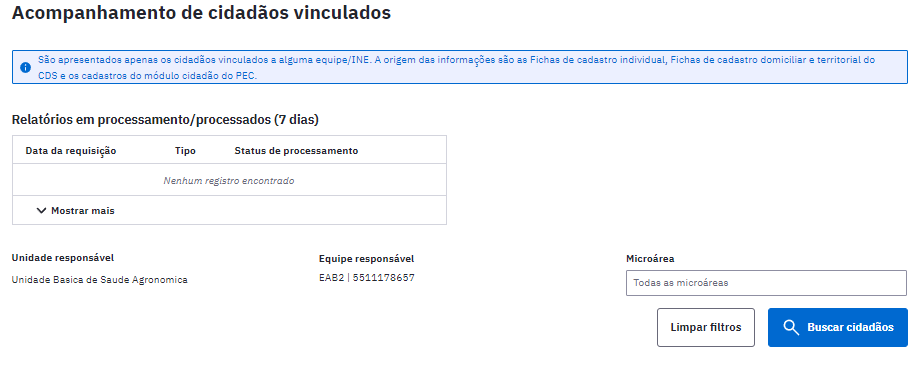 Acompanhamento de cidadãos vinculados
São apresentados apenas os cidadãos vinculados a alguma equipe/INE. A origem das informações são as Fichas de cadastro individual, Fichas de cadastro domiciliar e territorial do
CDS e os cadastros do módulo cidadão do PEC.
Relatórios em processamento/processados (7 dias)
Data da requisição Tipo Status de processamento
Nenhum registro encontrado
Mostrar mais
Unidade responsável Equipe responsável Microárea
Unidade Basica de Saude Agronomica EAB2 | 5511178657 Todas as microáreas
Limpar filtros Buscar cidadãos